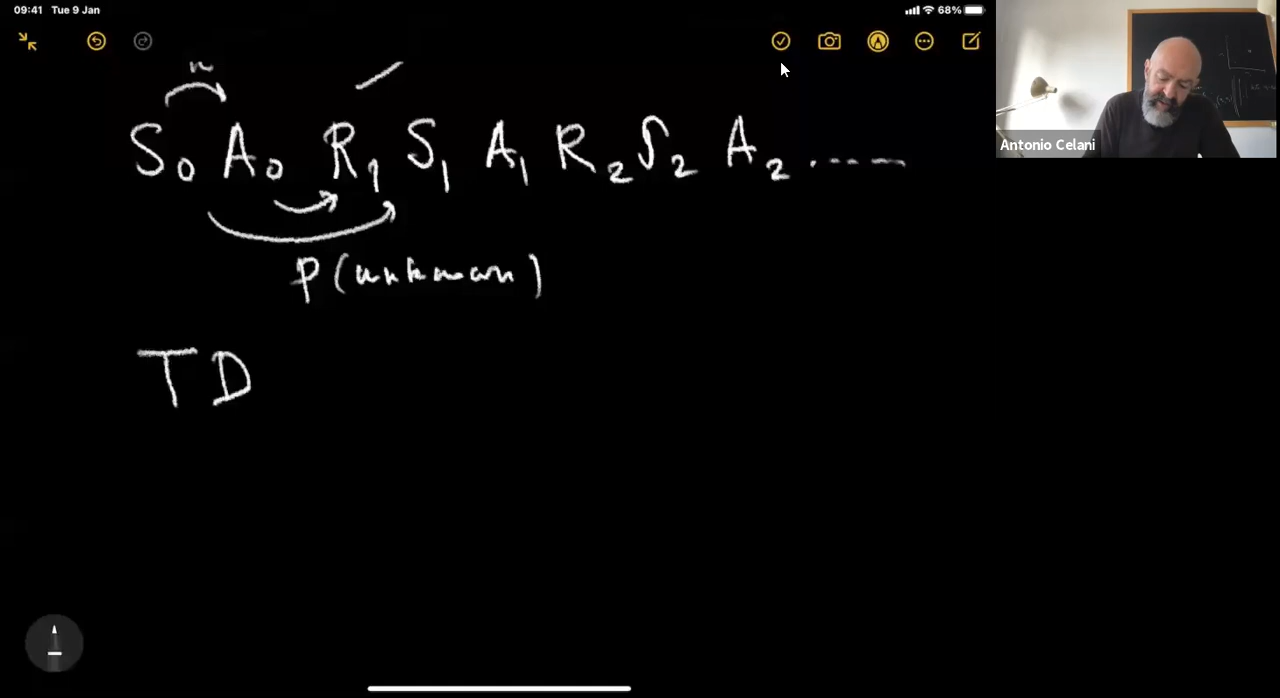 09:41 Tue 9 Jan 68%
S₀ A₀ R₁ S₁ A₁ R₂ S₂ A₂ ....---
p (unknown)
TD
Antonio Celani